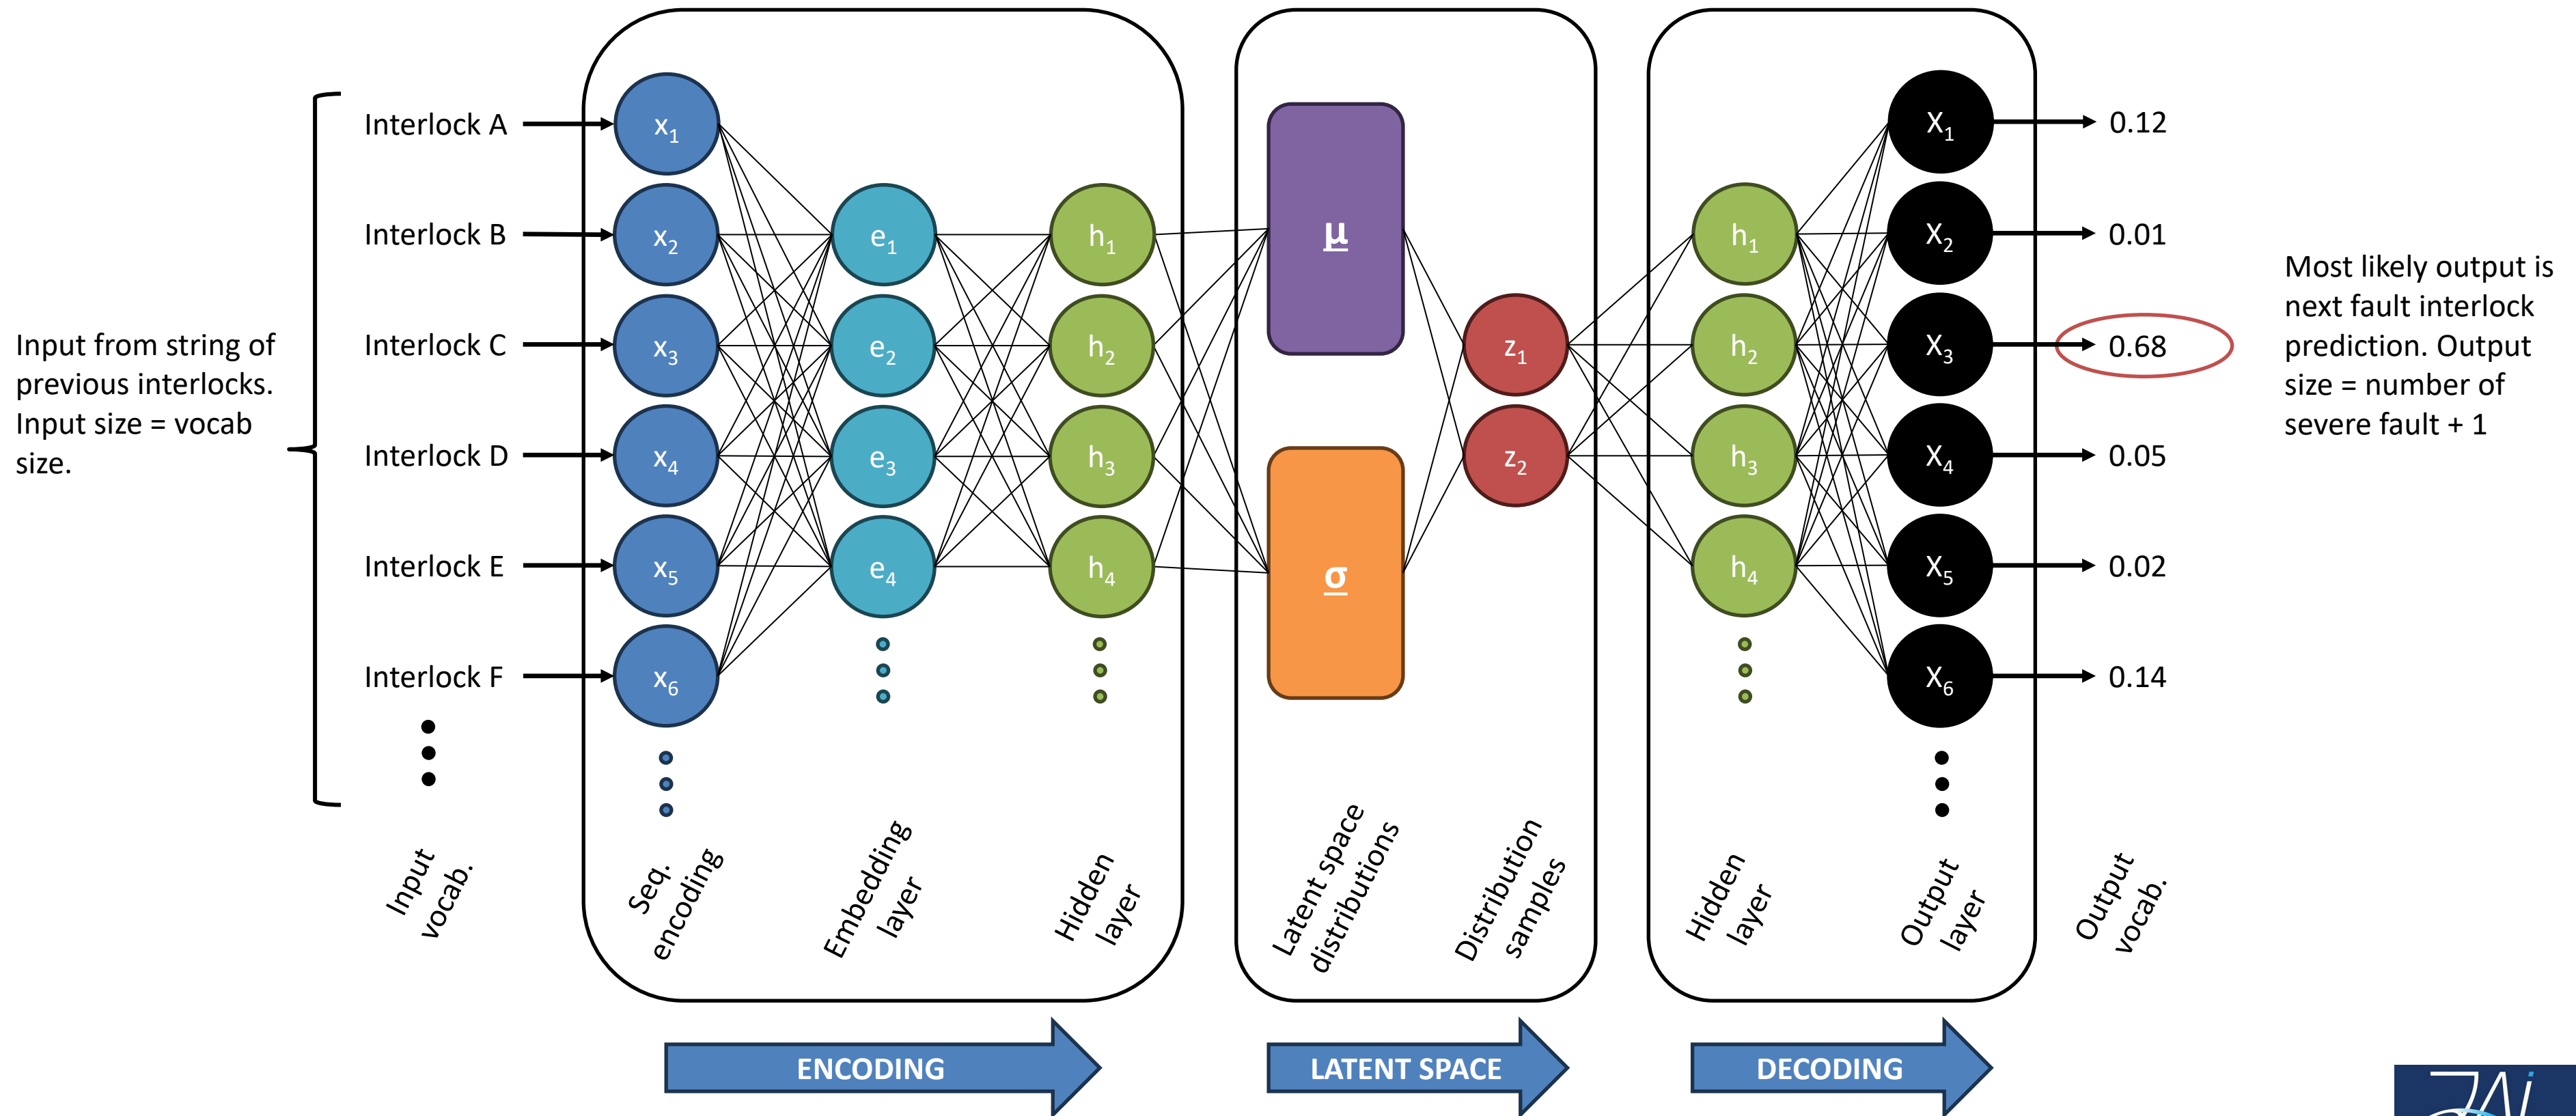 Input from string of
previous interlocks.
Input size = vocab
size.
Interlock A
Interlock B
Interlock C
Interlock D
Interlock E
Interlock F
Input
vocab.
x1
x2
x3
x4
x5
x6
Seq.
encoding
e1
e2
e3
e4
Embedding
layer
h1
h2
h3
h4
Hidden
layer
μ
σ
Latent space
distributions
z1
z2
Distribution
samples
h1
h2
h3
h4
Hidden
layer
X1
X2
X3
X4
X5
X6
Output
layer
0.12
0.01
0.68
0.05
0.02
0.14
Output
vocab.
Most likely output is
next fault interlock
prediction. Output
size = number of
severe fault + 1
ENCODING
LATENT SPACE
DECODING